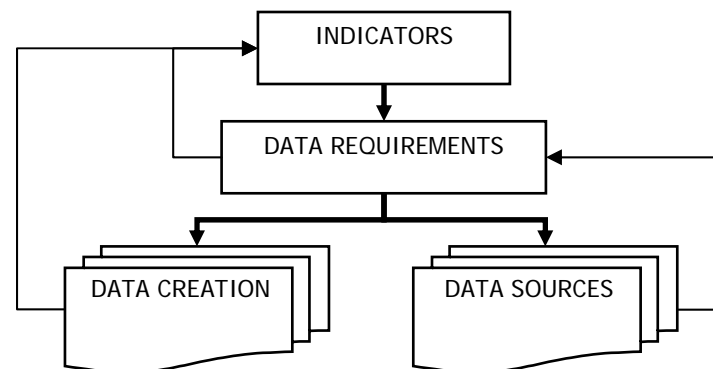 INDICATORS
DATA REQUIREMENTS
DATA CREATION
DATA SOURCES